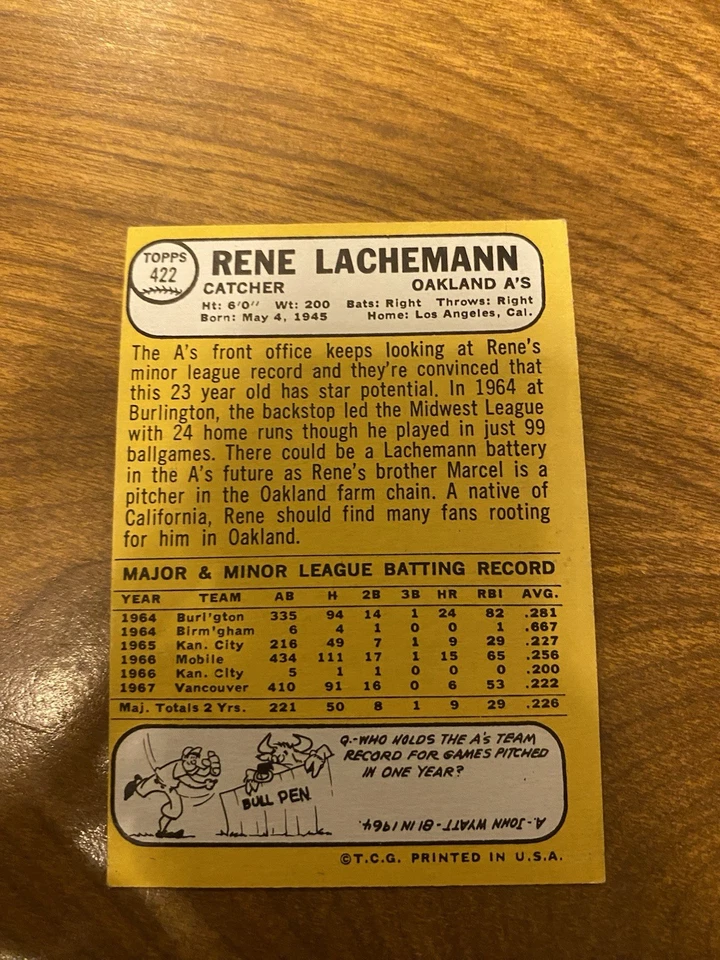 TOPPS
422
RENE LACHEMANN
CATCHER OAKLAND A'S
Ht: 6'0" Wt: 200 Bats: Right Throws: Right
Born: May 4, 1945 Home: Los Angeles, Cal.
The A's front office keeps looking at Rene's
minor league record and they're convinced that
this 23 year old has star potential. In 1964 at
Burlington, the backstop led the Midwest League
with 24 home runs though he played in just 99
ballgames. There could be a Lachemann battery
in the A's future as Rene's brother Marcel is a
pitcher in the Oakland farm chain. A native of
California, Rene should find many fans rooting
for him in Oakland.
MAJOR & MINOR LEAGUE BATTING RECORD
YEAR TEAM AB H 2B 3B HR RBI AVG.
1964 Burl'gton 335 94 14 1 24 82 .281
1964 Birm'gham 6 4 1 0 0 1 .667
1965 Kan. City 216 49 7 1 9 29 .227
1966 Mobile 434 111 17 1 15 65 .256
1966 Kan. City 5 1 1 0 0 0 .200
1967 Vancouver 410 91 16 0 6 53 .222
Maj. Totals 2 Yrs. 221 50 8 1 9 29 .226
BULL PEN
Q.-WHO HOLDS THE A'S TEAM
RECORD FOR GAMES PITCHED
IN ONE YEAR?
A.-JOHN WYATT-81 IN 1964.
©T.C.G. PRINTED IN U.S.A.